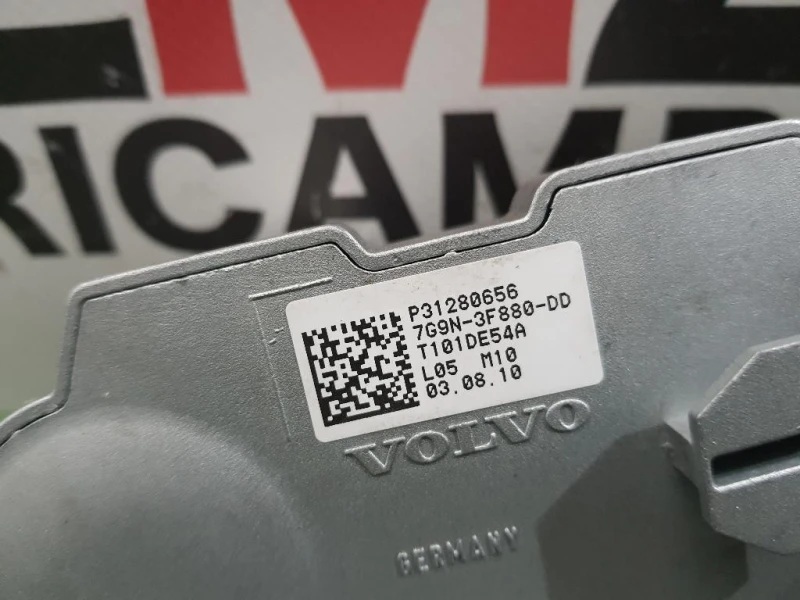 RICAMB
P31280656
7G9N-3F880-DD
T101DE54A
L05 M10
03.08.10
VOLVO
GERMANY